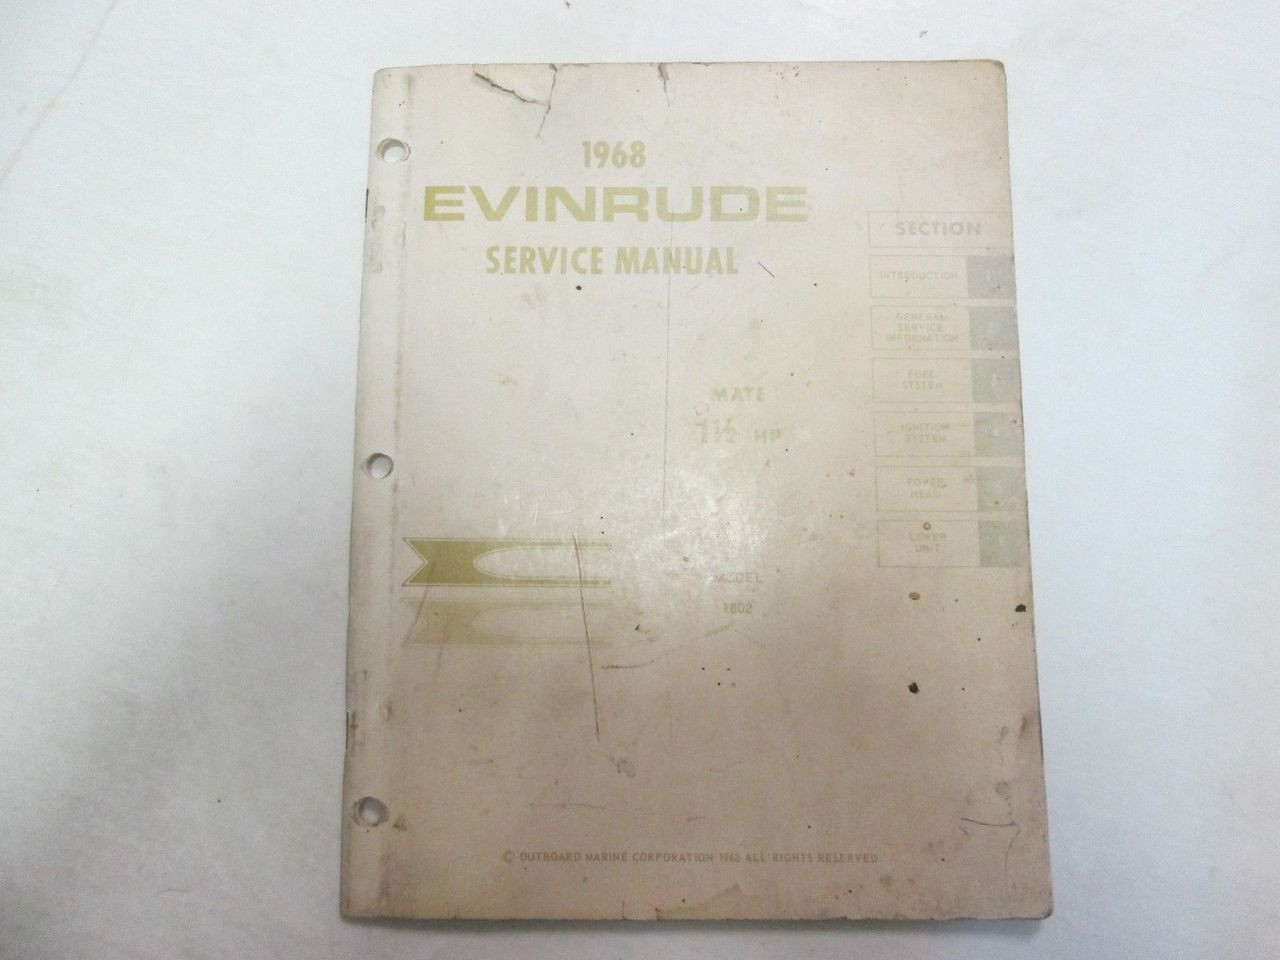 1968
EVINRUDE
SERVICE MANUAL
SECTION
INTRODUCTION
GENERAL
SERVICE
INFORMATION
FUEL
SYSTEM
IGNITION
SYSTEM
POWER
HEAD
LOWER
UNIT
MATE
1½ HP
MODEL
1802
© OUTBOARD MARINE CORPORATION 1968 ALL RIGHTS RESERVED